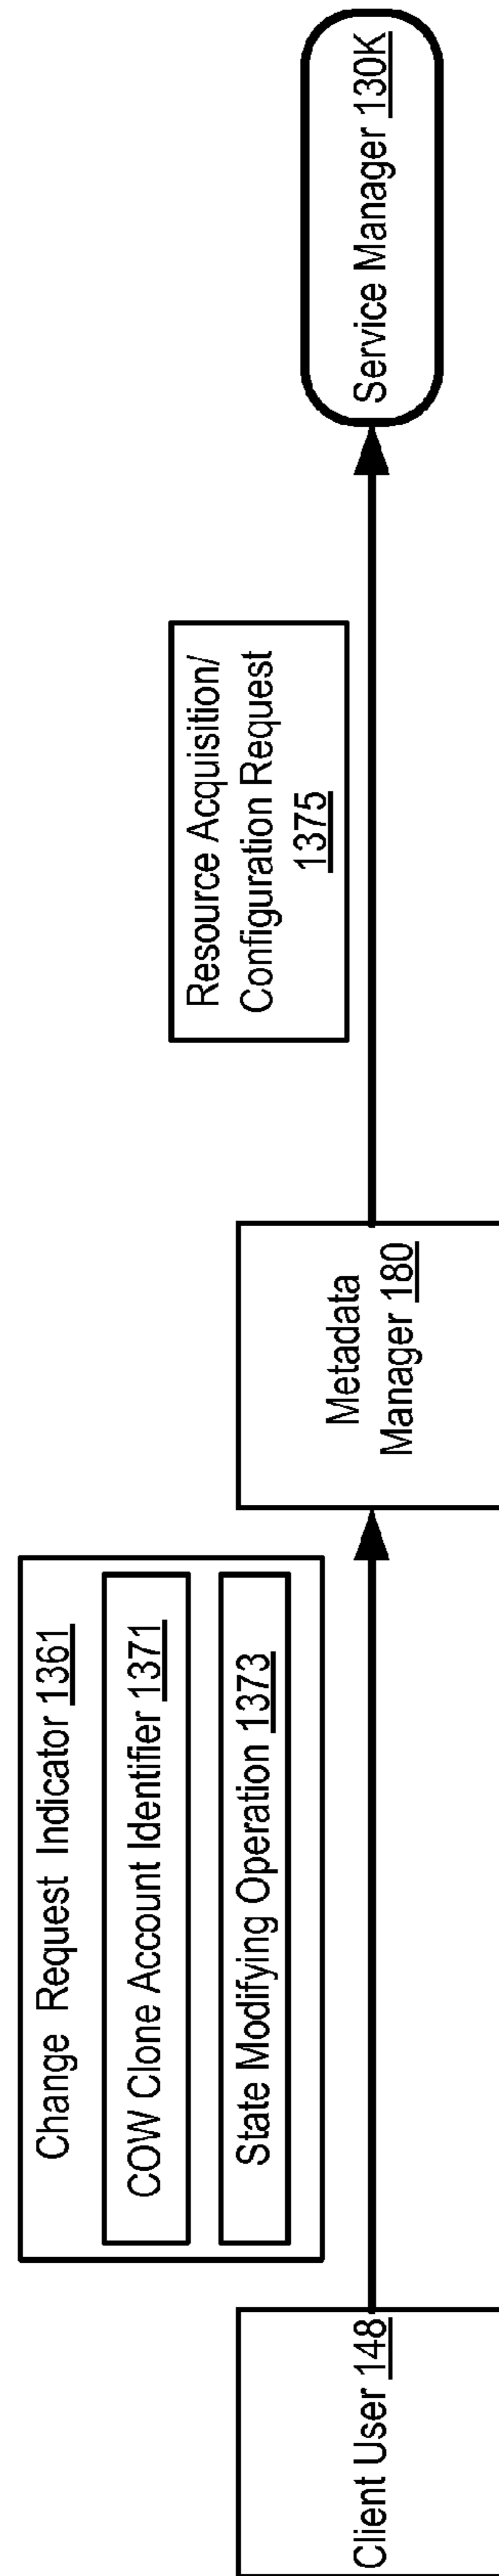 Change Request Indicator 1361
COW Clone Account Identifier 1371
State Modifying Operation 1373
Client User 148
Metadata
Manager 180
Resource Acquisition/
Configuration Request
1375
Service Manager 130K